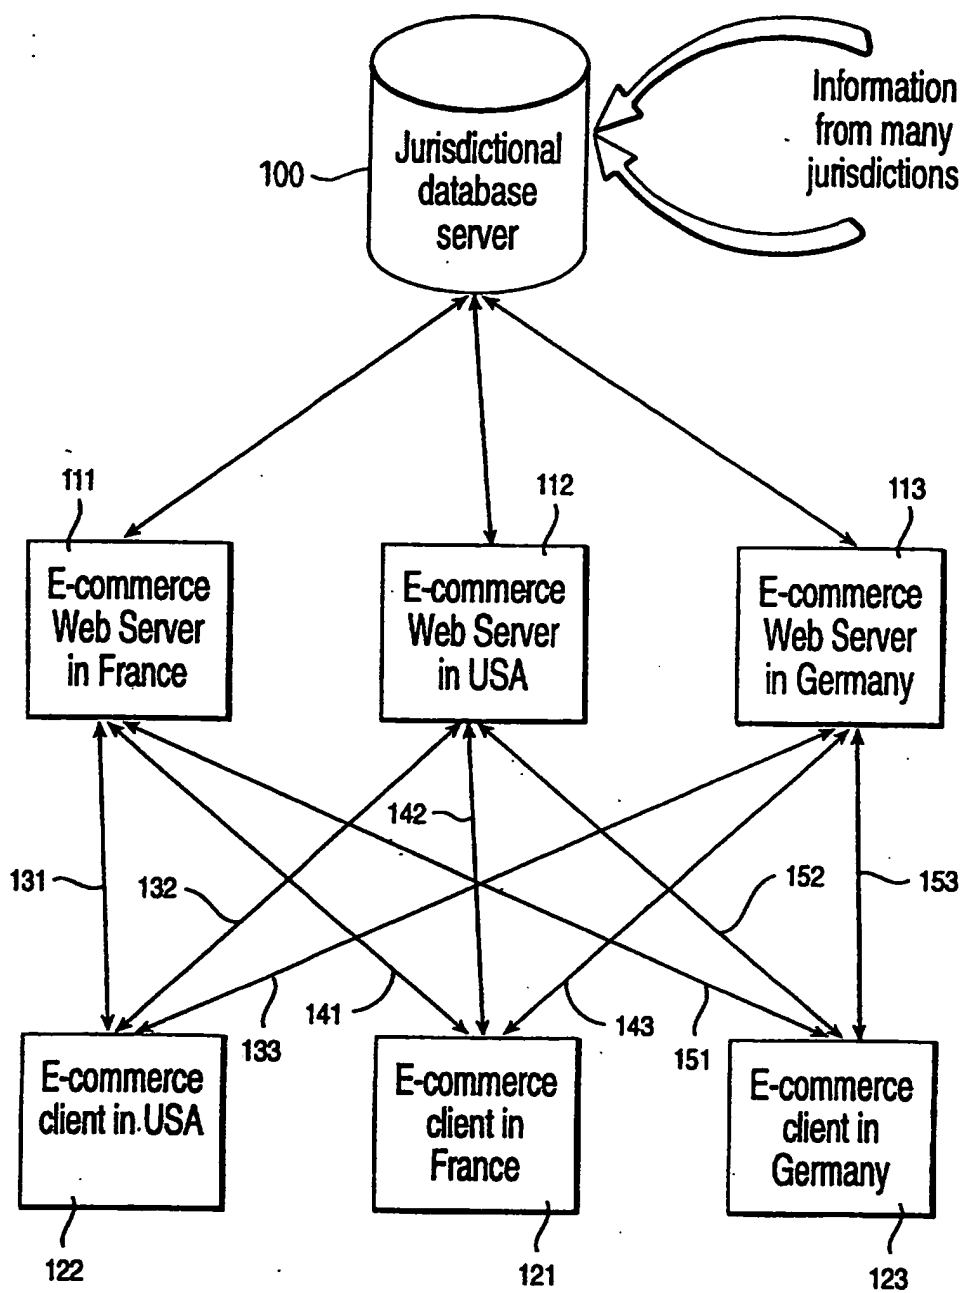 Information
from many
jurisdictions
Jurisdictional
database
server
100
111
112
113
E-commerce
Web Server
in France
E-commerce
Web Server
in USA
E-commerce
Web Server
in Germany
142
131
132
152
153
133
141
143
151
E-commerce
client in USA
E-commerce
client in
France
E-commerce
client in
Germany
122
121
123